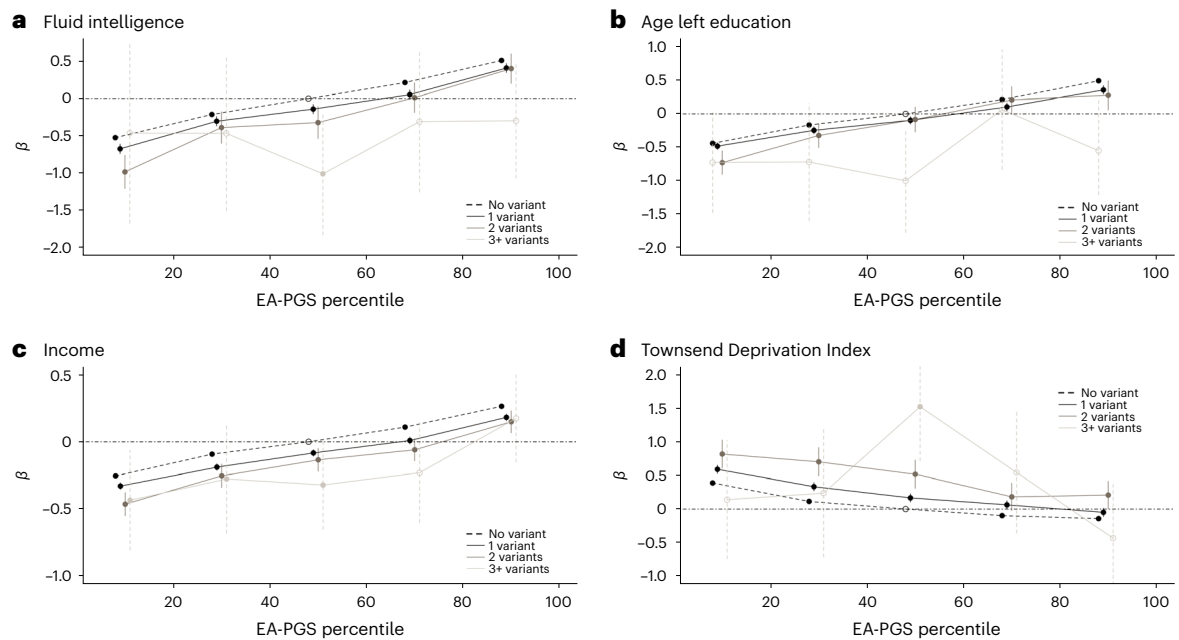 a Fluid intelligence
0.5
0
–0.5
–1.0
–1.5
–2.0
β
No variant
1 variant
2 variants
3+ variants
20 40 60 80 100
EA-PGS percentile
b Age left education
1.0
0.5
0
–0.5
–1.0
–1.5
–2.0
β
No variant
1 variant
2 variants
3+ variants
20 40 60 80 100
EA-PGS percentile
c Income
0.5
0
–0.5
–1.0
β
No variant
1 variant
2 variants
3+ variants
20 40 60 80 100
EA-PGS percentile
d Townsend Deprivation Index
2.0
1.5
1.0
0.5
0
–0.5
–1.0
β
No variant
1 variant
2 variants
3+ variants
20 40 60 80 100
EA-PGS percentile